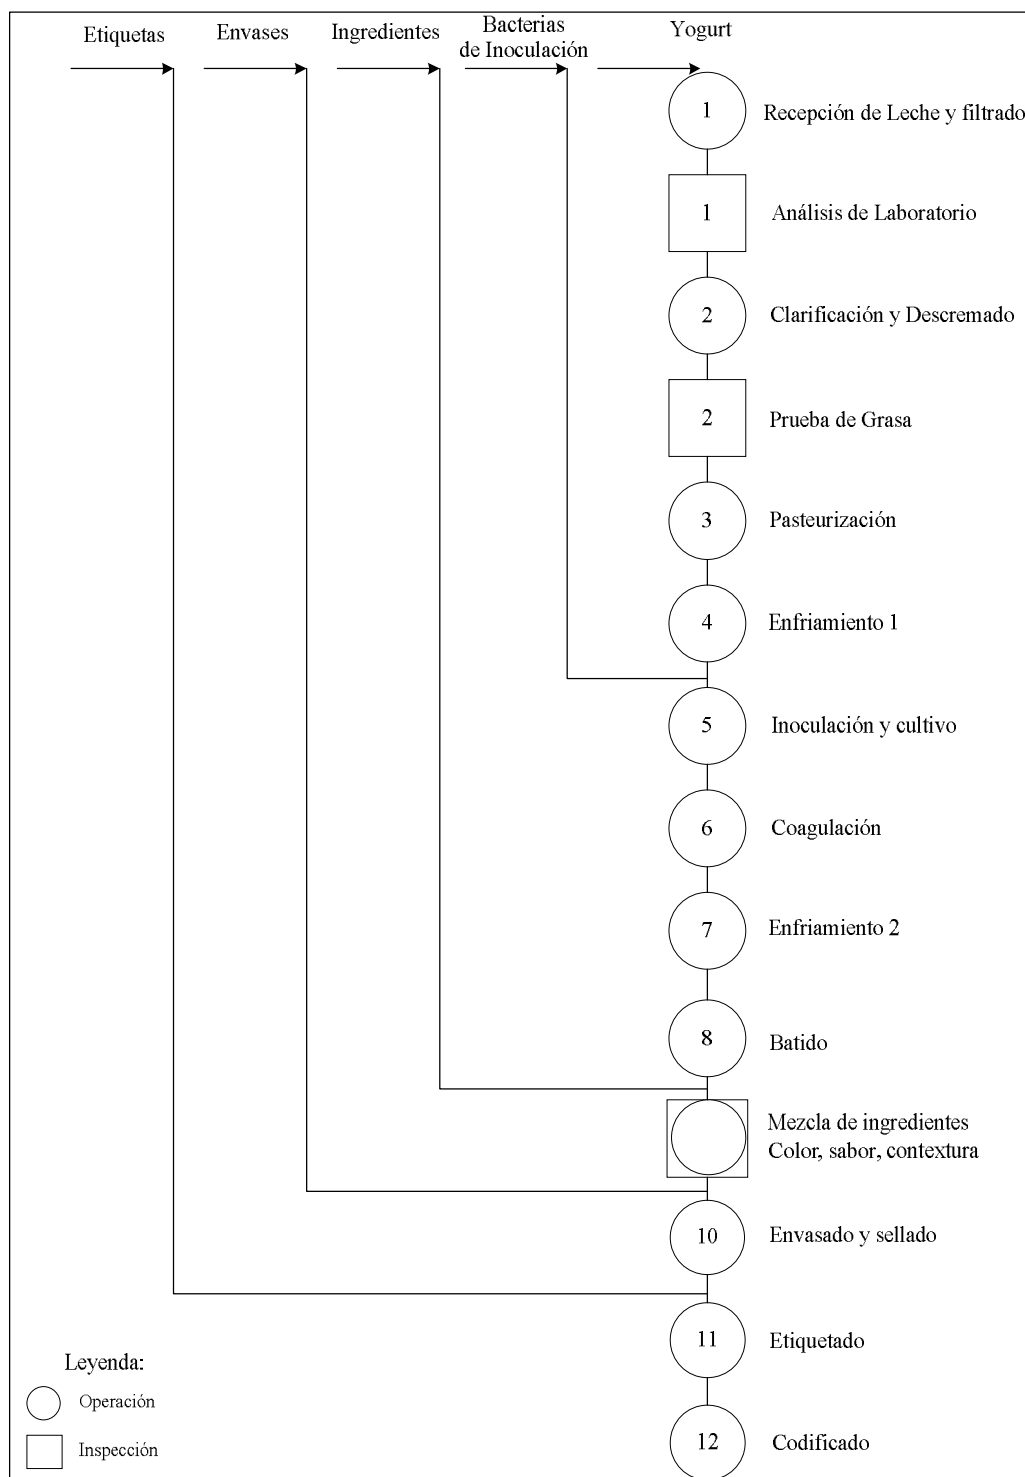 Etiquetas
Envases
Ingredientes
Bacterias
de Inoculación
Yogurt
1
Recepción de Leche y filtrado
1
Análisis de Laboratorio
2
Clarificación y Descremado
2
Prueba de Grasa
3
Pasteurización
4
Enfriamiento 1
5
Inoculación y cultivo
6
Coagulación
7
Enfriamiento 2
8
Batido
Mezcla de ingredientes
Color, sabor, contextura
10
Envasado y sellado
11
Etiquetado
12
Codificado
Leyenda:
Operación
Inspección